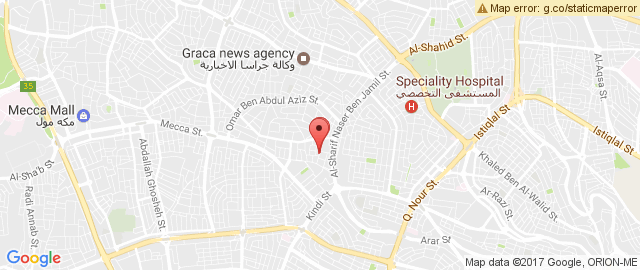 Map error: g.co/staticmaperror
Al-Shahid St.
Graca news agency
وكالة جراسا الاخبارية
Al-Aqsa St.
35
Speciality Hospital
المستشفى التخصصي
H
Mecca Mall
مكه مول
Omar Ben Abdul Aziz St.
Al-Sharif Naser Ben Jamil St.
Mecca St.
Istiqlal St
Istiqlal St
Abdallah Ghosheh St.
Khaled Ben Al-Walid St.
Al-Sha'b St.
Radi Annab St.
Ar-Razi St.
Kindi St
Q. Nour St.
Arar St.
Google
Map data ©2017 Google, ORION-ME